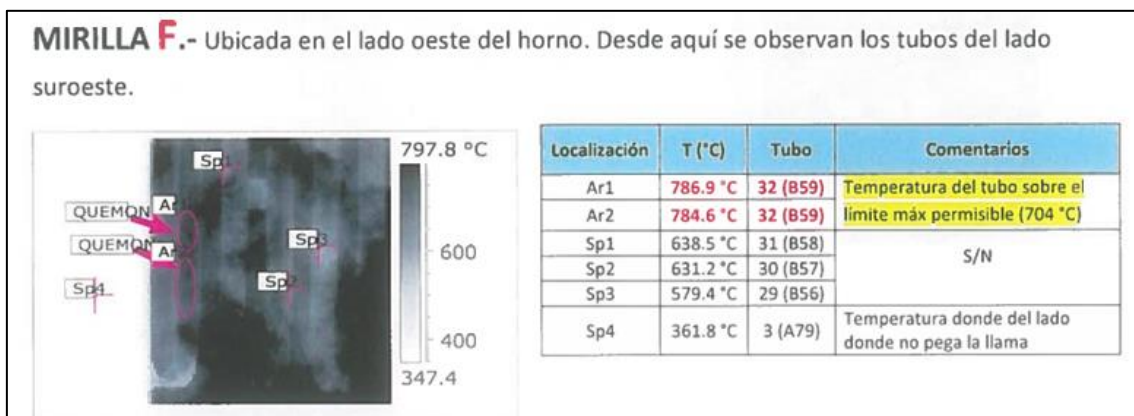 MIRILLA F.- Ubicada en el lado oeste del horno. Desde aquí se observan los tubos del lado
suroeste.
797.8 °C
600
400
347.4
Sp1
QUEMON
QUEMON
Sp3
Sp2
Sp4
Localización T (°C) Tubo Comentarios
Ar1 786.9 °C 32 (B59) Temperatura del tubo sobre el
Ar2 784.6 °C 32 (B59) límite máx permisible (704 °C)
Sp1 638.5 °C 31 (B58)
Sp2 631.2 °C 30 (B57) S/N
Sp3 579.4 °C 29 (B56)
Sp4 361.8 °C 3 (A79) Temperatura donde del lado
donde no pega la llama